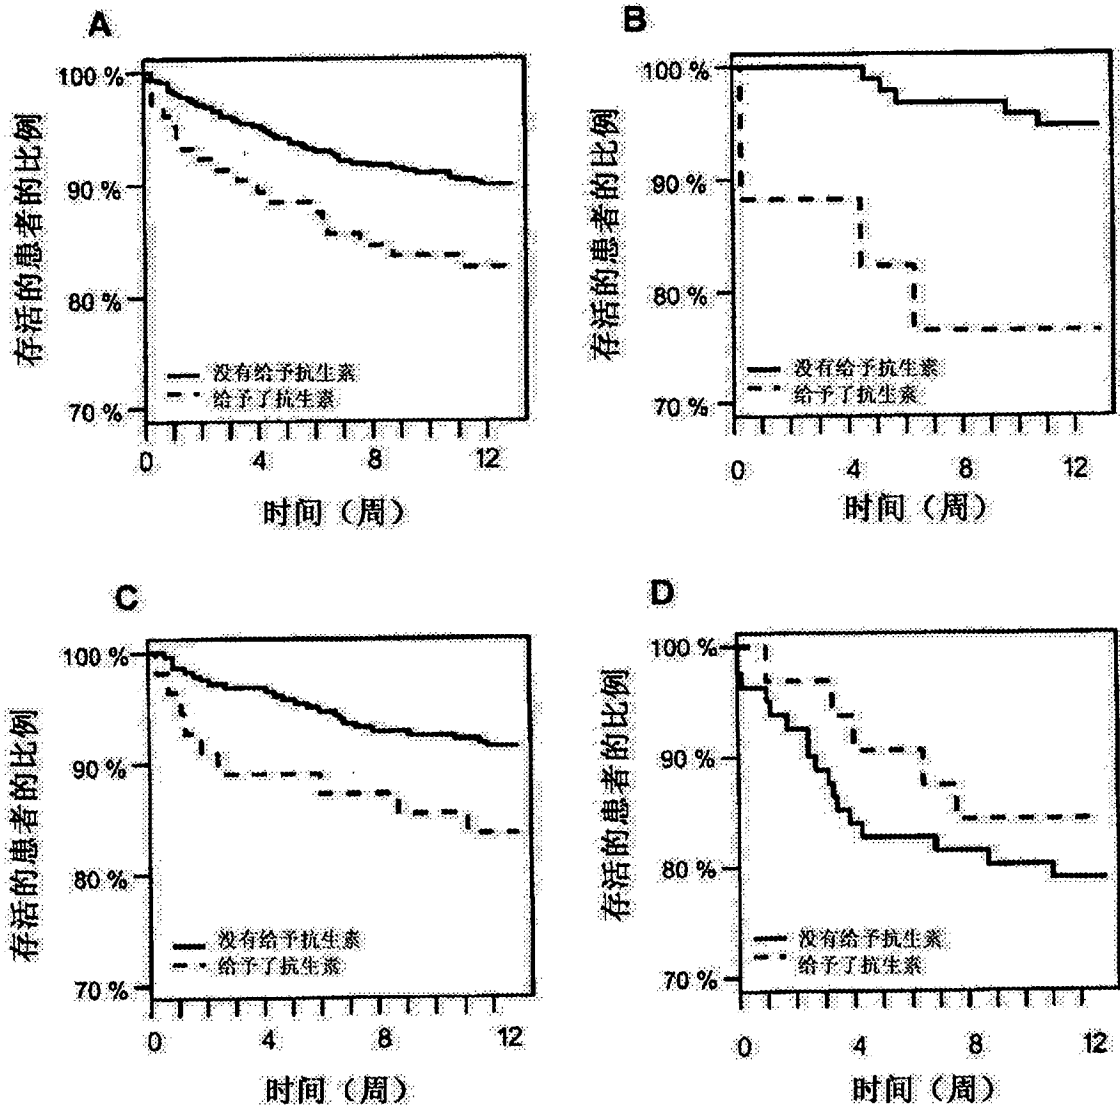 A
存活的患者的比例
100 %
90 %
80 %
70 %
没有给予抗生素
给予了抗生素
0 4 8 12
时间（周）
B
存活的患者的比例
100 %
90 %
80 %
70 %
没有给予抗生素
给予了抗生素
0 4 8 12
时间（周）
C
存活的患者的比例
100 %
90 %
80 %
70 %
没有给予抗生素
给予了抗生素
0 4 8 12
时间（周）
D
存活的患者的比例
100 %
90 %
80 %
70 %
没有给予抗生素
给予了抗生素
0 4 8 12
时间（周）